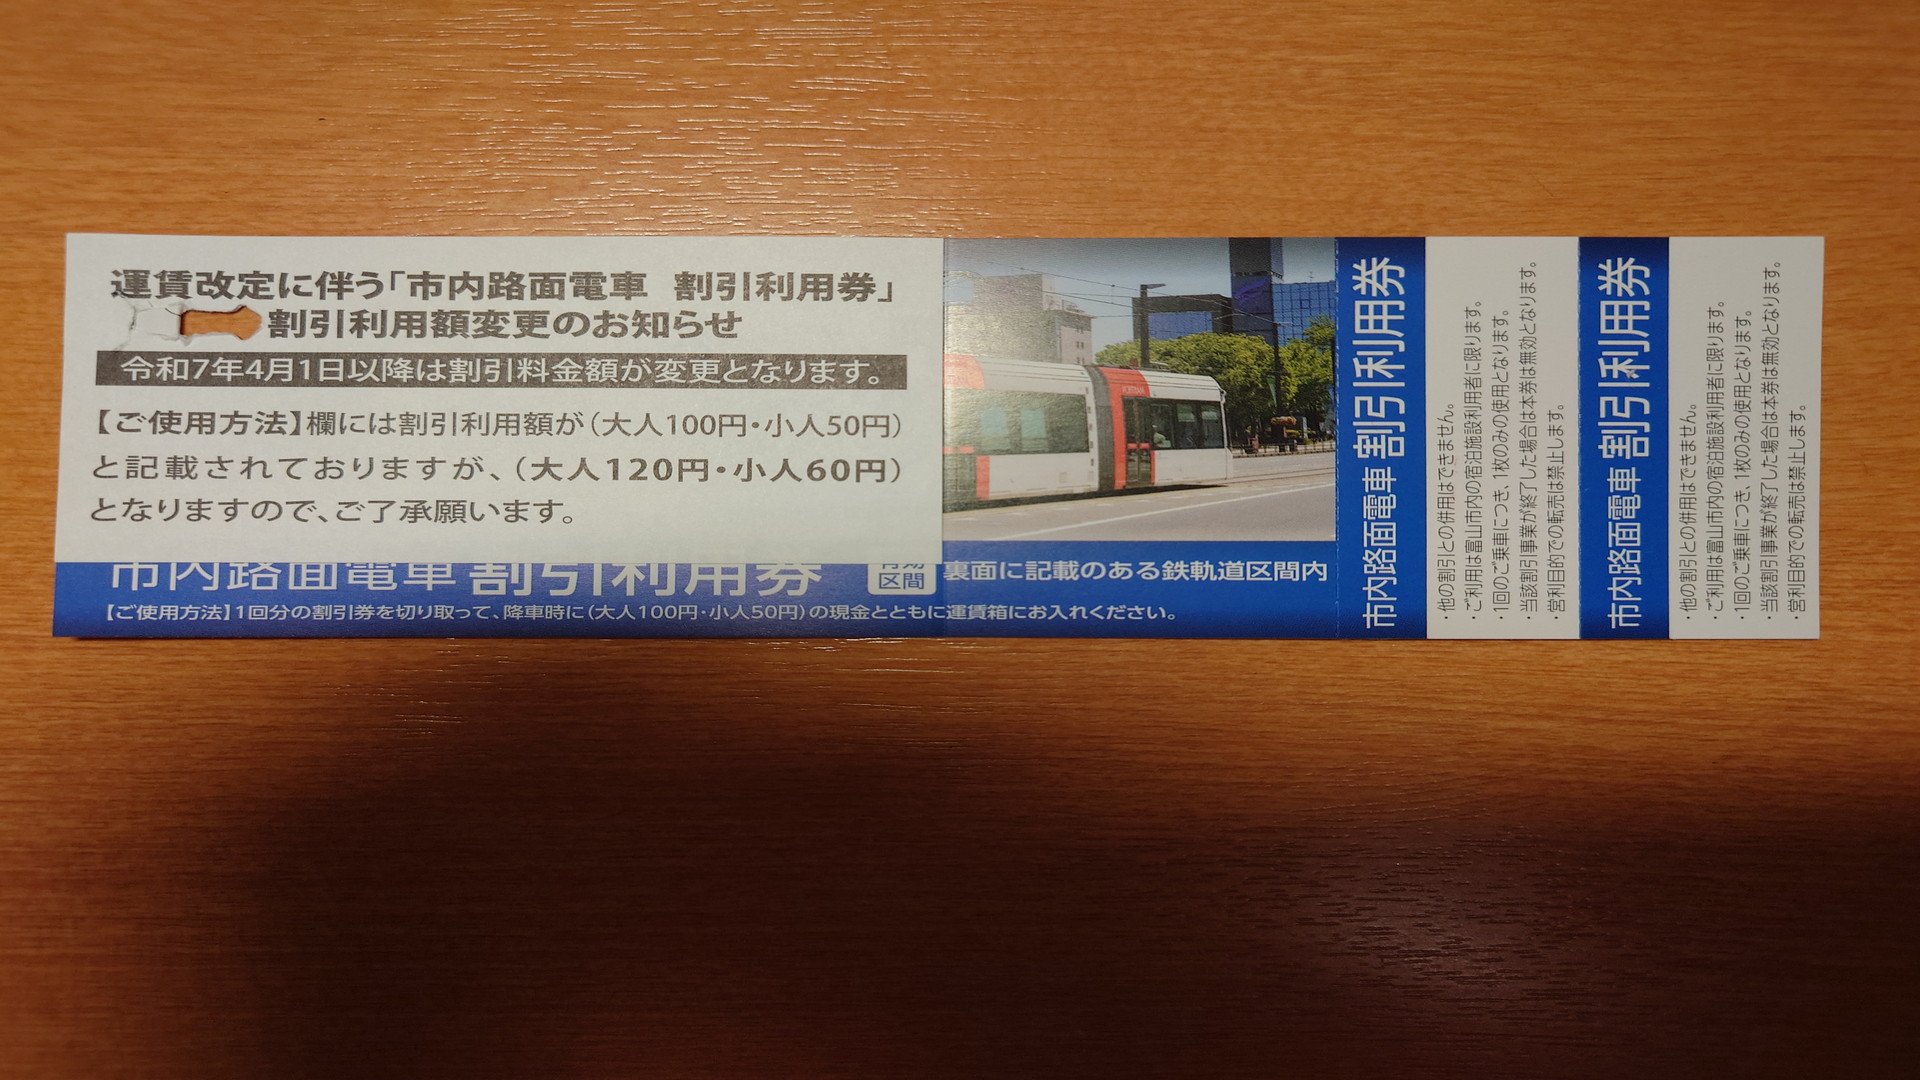 運賃改定に伴う「市内路面電車 割引利用券」
割引利用額変更のお知らせ
令和7年4月1日以降は割引料金額が変更となります。
【ご使用方法】欄には割引利用額が(大人100円・小人50円)
と記載されておりますが、(大人120円・小人60円)
となりますので、ご了承願います。
市内路面電車 割引利用券
有効
区間
裏面に記載のある鉄軌道区間内
【ご使用方法】1回分の割引券を切り取って、降車時に(大人100円・小人50円)の現金とともに運賃箱にお入れください。
市内路面電車 割引利用券
・他の割引との併用はできません。
・ご利用は富山市内の宿泊施設利用者に限ります。
・1回のご乗車につき、1枚のみの使用となります。
・当該割引事業が終了した場合は本券は無効となります。
・営利目的での転売は禁止します。
市内路面電車 割引利用券
・他の割引との併用はできません。
・ご利用は富山市内の宿泊施設利用者に限ります。
・1回のご乗車につき、1枚のみの使用となります。
・当該割引事業が終了した場合は本券は無効となります。
・営利目的での転売は禁止します。